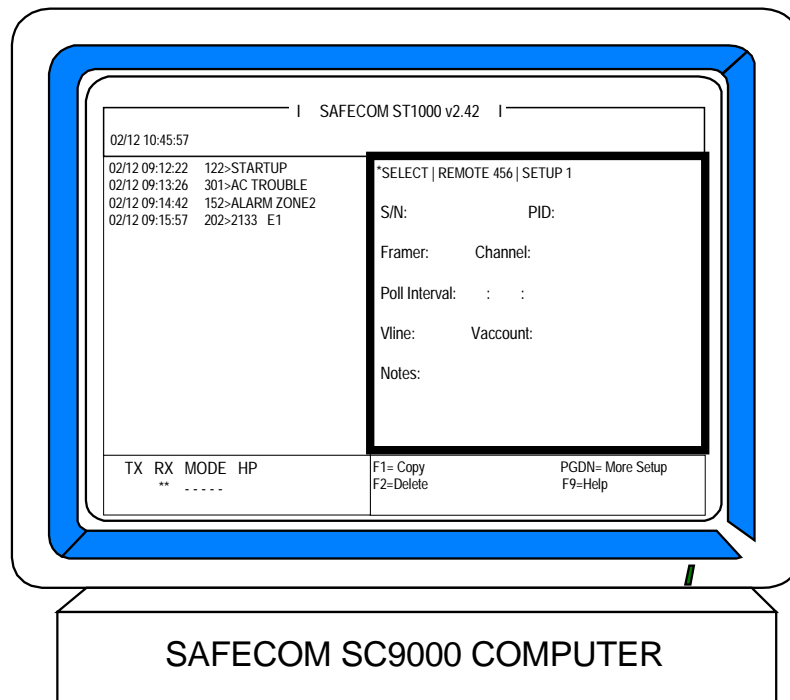 SAFECOM ST1000 v2.42
02/12 10:45:57
02/12 09:12:22 122>STARTUP
02/12 09:13:26 301>AC TROUBLE
02/12 09:14:42 152>ALARM ZONE2
02/12 09:15:57 202>2133 E1
*SELECT | REMOTE 456 | SETUP 1
S/N: PID:
Framer: Channel:
Poll Interval: : :
Vline: Vaccount:
Notes:
TX RX MODE HP
** - - - - -
F1= Copy PGDN= More Setup
F2=Delete F9=Help
SAFECOM SC9000 COMPUTER